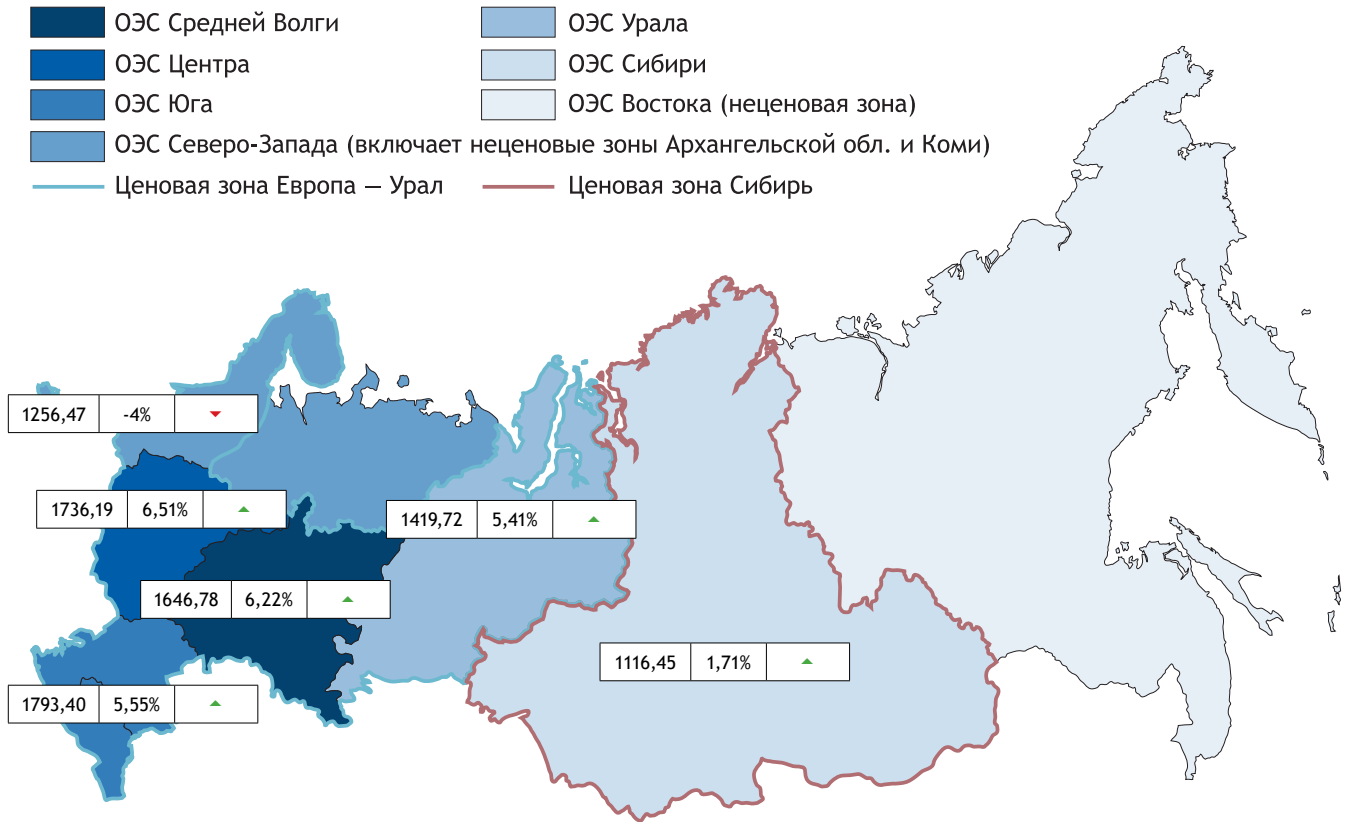 ОЭС Средней Волги
ОЭС Урала
ОЭС Центра
ОЭС Сибири
ОЭС Юга
ОЭС Востока (неценовая зона)
ОЭС Северо-Запада (включает неценовые зоны Архангельской обл. и Коми)
Ценовая зона Европа — Урал
Ценовая зона Сибирь
1256,47 -4%
1736,19 6,51%
1419,72 5,41%
1646,78 6,22%
1116,45 1,71%
1793,40 5,55%